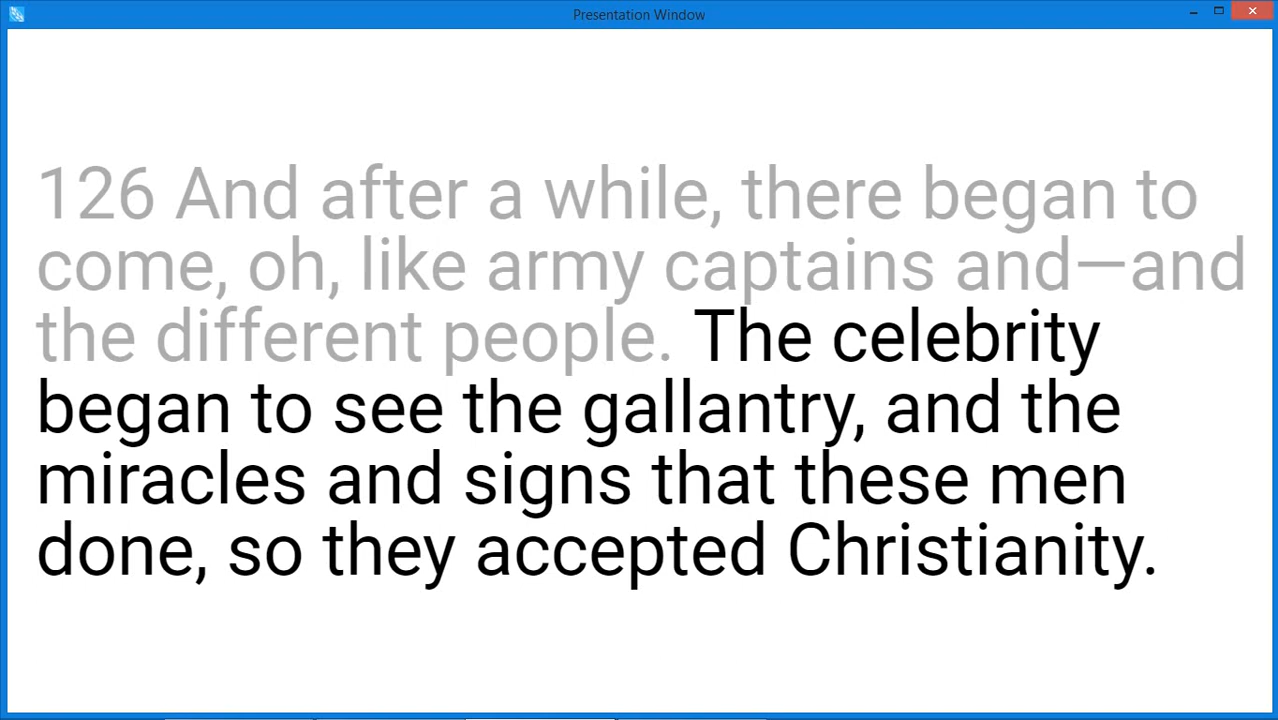 Presentation Window
126 And after a while, there began to
come, oh, like army captains and—and
the different people. The celebrity
began to see the gallantry, and the
miracles and signs that these men
done, so they accepted Christianity.